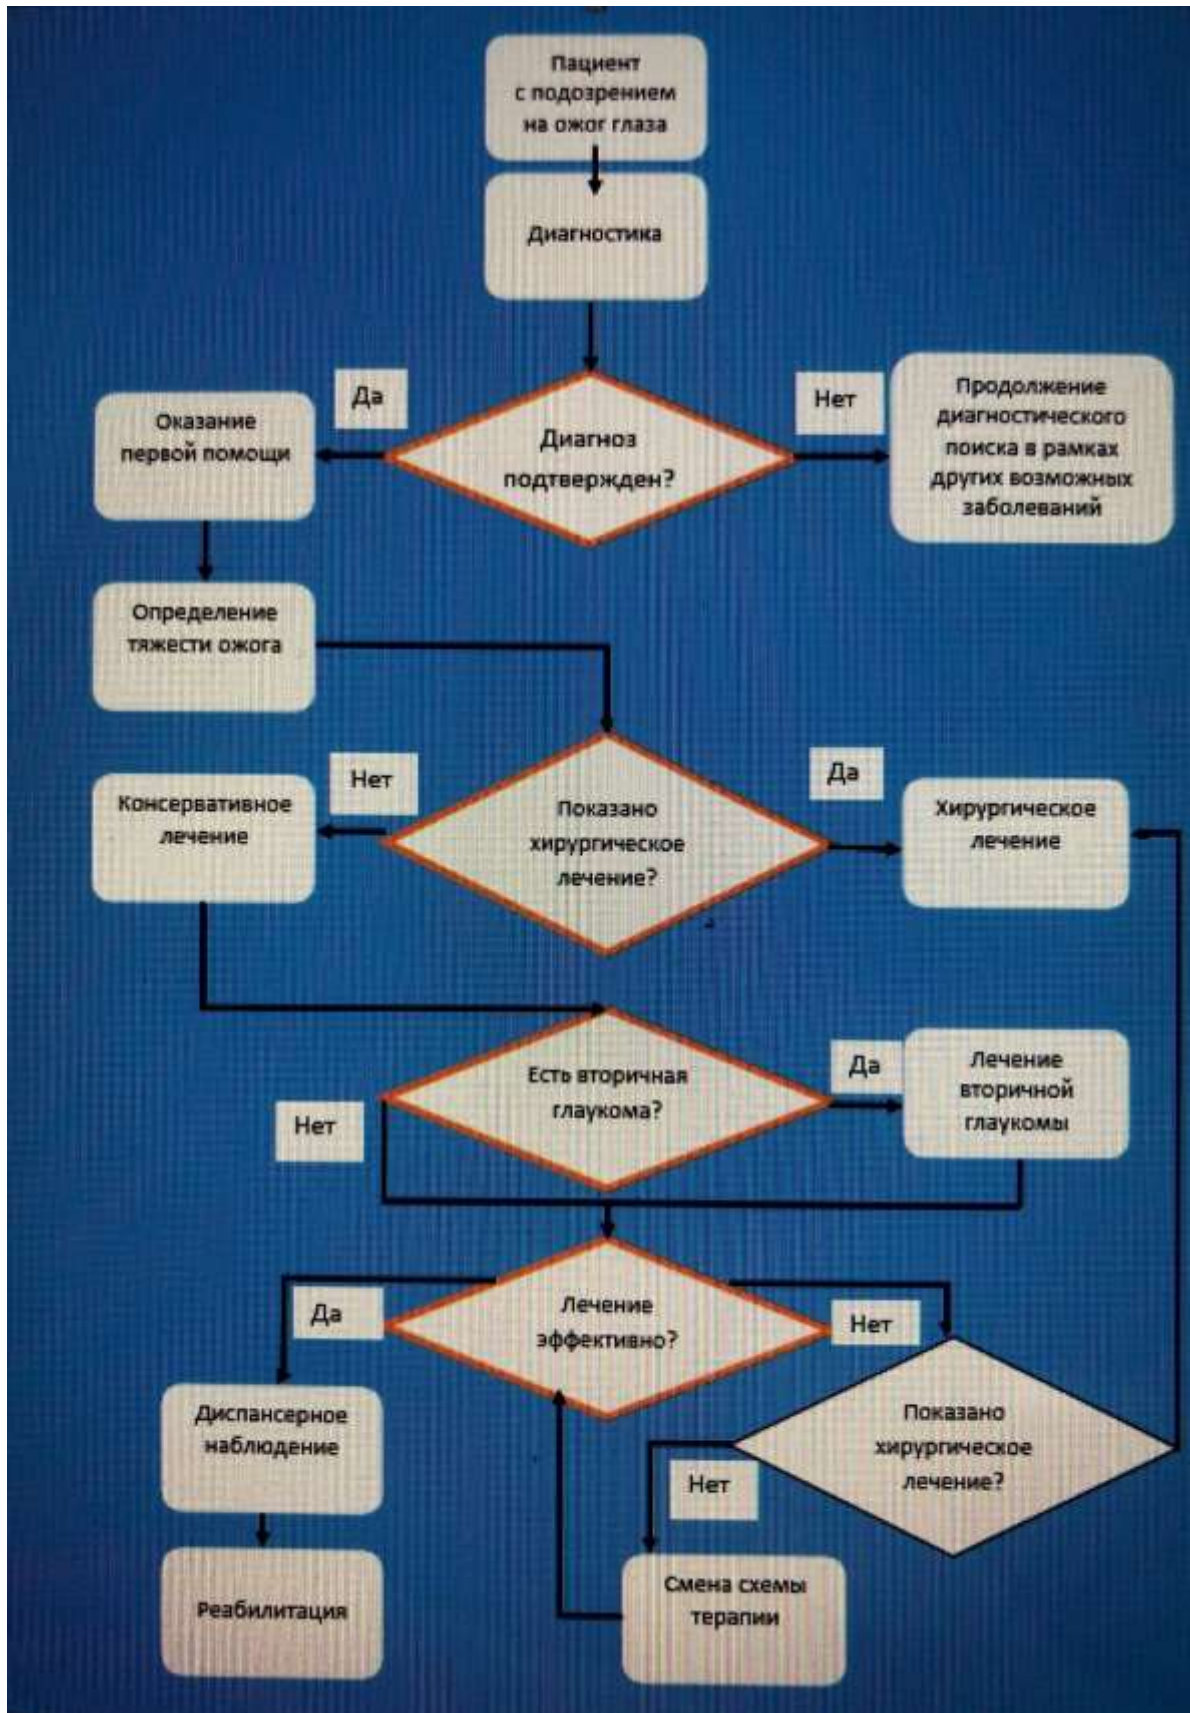 Пациент
с подозрением
на ожог глаза
Диагностика
Да
Нет
Оказание
первой помощи
Диагноз
подтвержден?
Продолжение
диагностического
поиска в рамках
других возможных
заболеваний
Определение
тяжести ожога
Нет
Да
Консервативное
лечение
Показано
хирургическое
лечение?
Хирургическое
лечение
Есть вторичная
глаукома?
Да
Лечение
вторичной
глаукомы
Нет
Да
Лечение
эффективно?
Нет
Диспансерное
наблюдение
Показано
хирургическое
лечение?
Нет
Реабилитация
Смена схемы
терапии